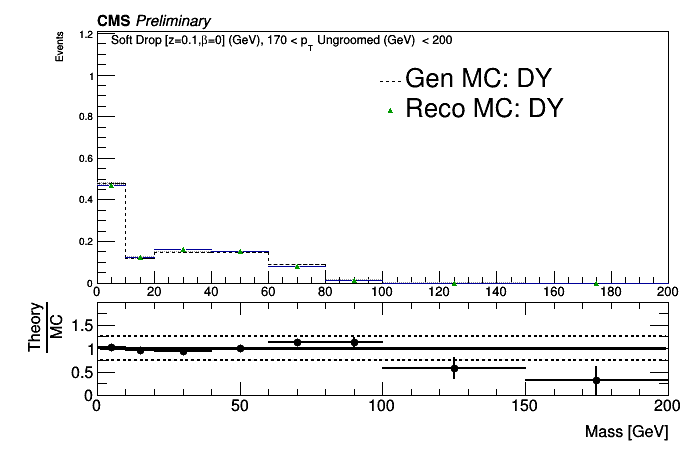 CMS Preliminary
Events
Soft Drop [z=0.1,β=0] (GeV), 170 < p_T Ungroomed (GeV) < 200
Gen MC: DY
Reco MC: DY
1.2
1
0.8
0.6
0.4
0.2
0
0 20 40 60 80 100 120 140 160 180 200
Theory
MC
1.5
1
0.5
0
0 50 100 150 200
Mass [GeV]